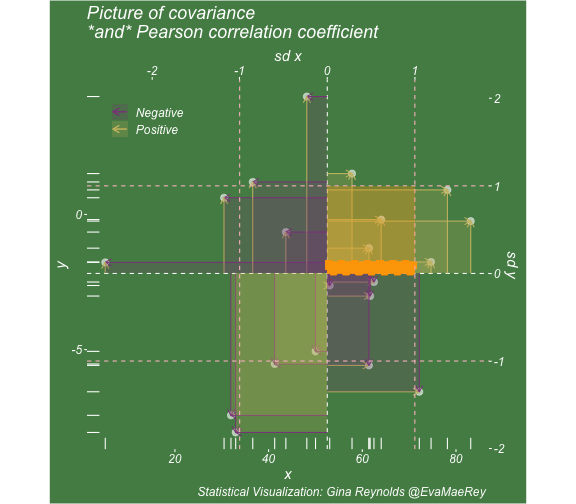 Picture of covariance
*and* Pearson correlation coefficient
sd x
-2 -1 0 1
2
Negative
Positive
1
0
y
0
sd y
-5
-1
-2
20 40 60 80
x
Statistical Visualization: Gina Reynolds @EvaMaeRey